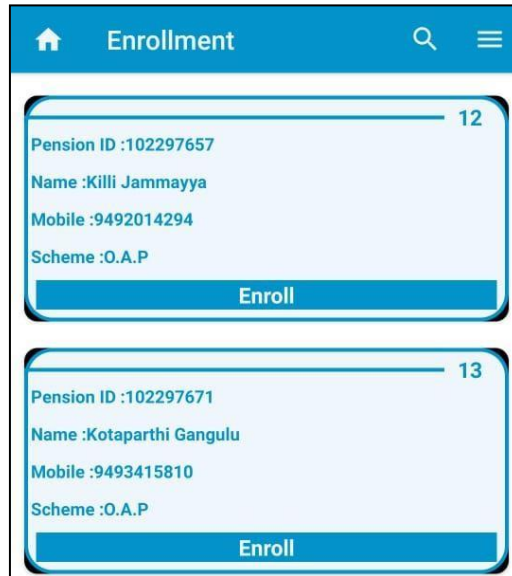 Enrollment
12
Pension ID :102297657
Name :Killi Jammayya
Mobile :9492014294
Scheme :O.A.P
Enroll
13
Pension ID :102297671
Name :Kotaparthi Gangulu
Mobile :9493415810
Scheme :O.A.P
Enroll